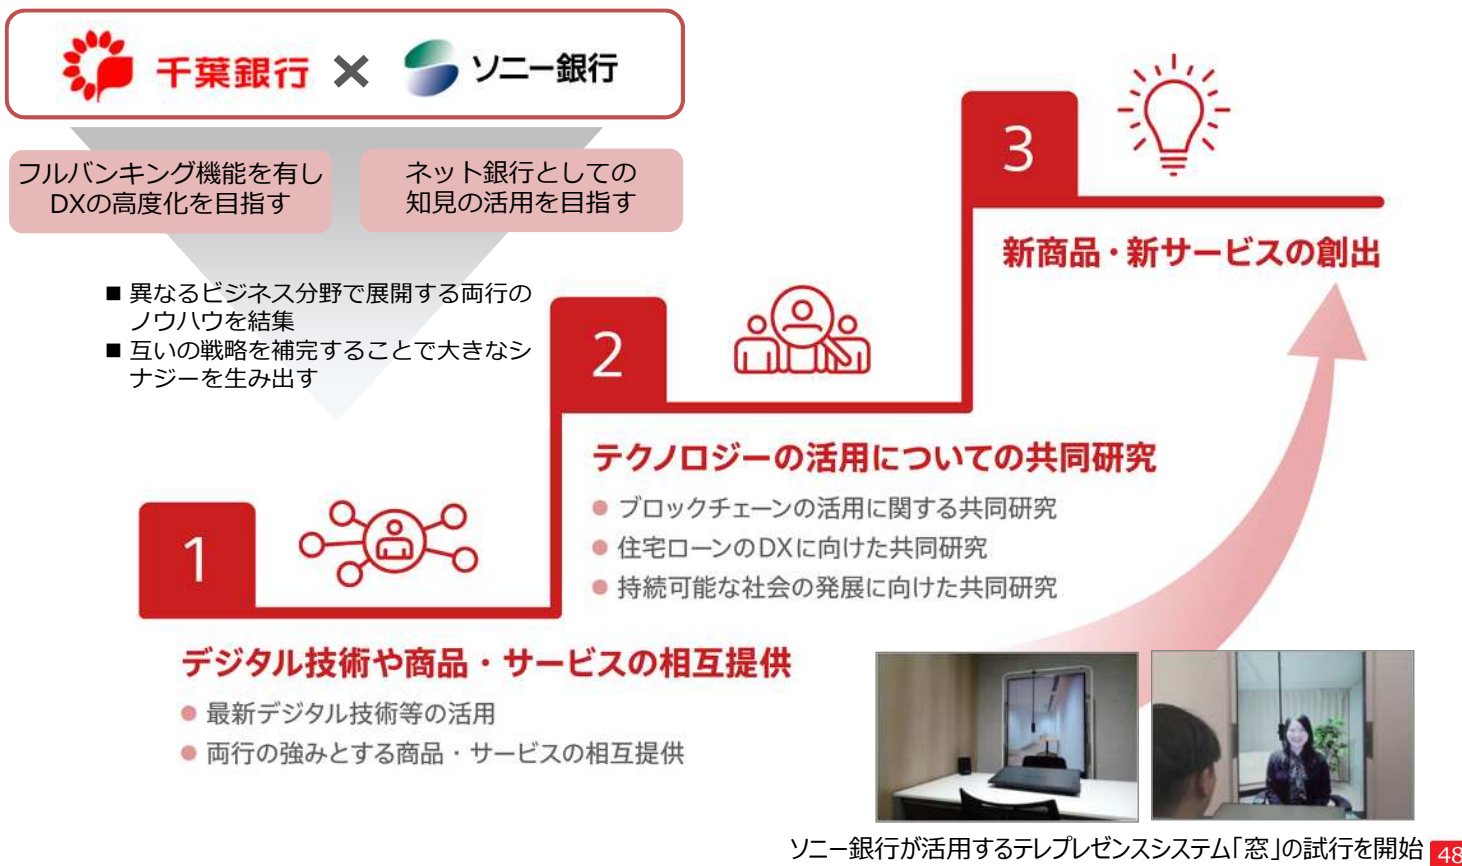 千葉銀行 × ソニー銀行
フルバンキング機能を有し
DXの高度化を目指す
ネット銀行としての
知見の活用を目指す
■ 異なるビジネス分野で展開する両行の
ノウハウを結集
■ 互いの戦略を補完することで大きなシ
ナジーを生み出す
1
デジタル技術や商品・サービスの相互提供
● 最新デジタル技術等の活用
● 両行の強みとする商品・サービスの相互提供
2
テクノロジーの活用についての共同研究
● ブロックチェーンの活用に関する共同研究
● 住宅ローンのDXに向けた共同研究
● 持続可能な社会の発展に向けた共同研究
3
新商品・新サービスの創出
ソニー銀行が活用するテレプレゼンスシステム「窓」の試行を開始
48